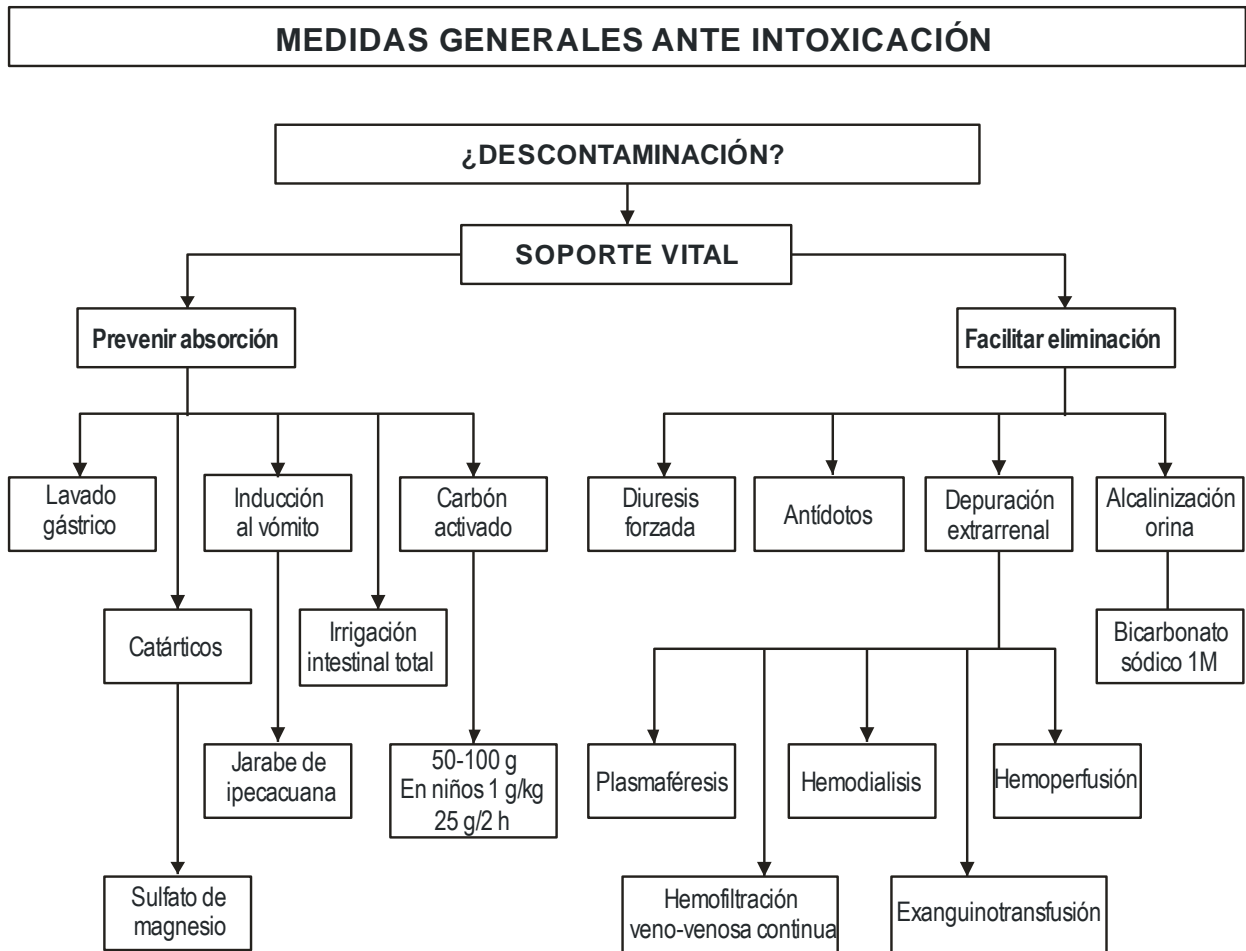 MEDIDAS GENERALES ANTE INTOXICACIÓN
¿DESCONTAMINACIÓN?
SOPORTE VITAL
Prevenir absorción
Facilitar eliminación
Lavado
gástrico
Inducción
al vómito
Carbón
activado
Diuresis
forzada
Antídotos
Depuración
extrarrenal
Alcalinización
orina
Catárticos
Irrigación
intestinal total
Bicarbonato
sódico 1M
Jarabe de
ipecacuana
50-100 g
En niños 1 g/kg
25 g/2 h
Plasmaféresis
Hemodialisis
Hemoperfusión
Sulfato de
magnesio
Hemofiltración
veno-venosa continua
Exanguinotransfusión